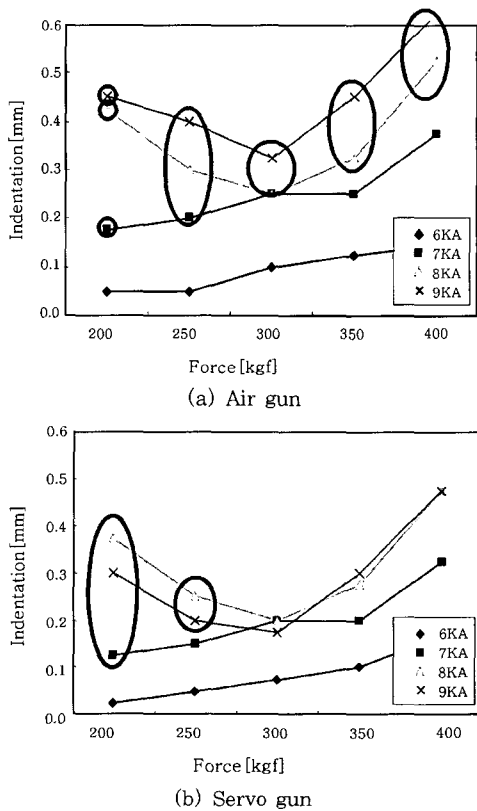 0.6
0.5
0.4
0.3
0.2
0.1
0.0
Indentation[mm]
6KA
7KA
8KA
9KA
200 250 300 350 400
Force[kgf]
(a) Air gun
0.6
0.5
0.4
0.3
0.2
0.1
0.0
Indentation[mm]
6KA
7KA
8KA
9KA
200 250 300 350 400
Force[kgf]
(b) Servo gun